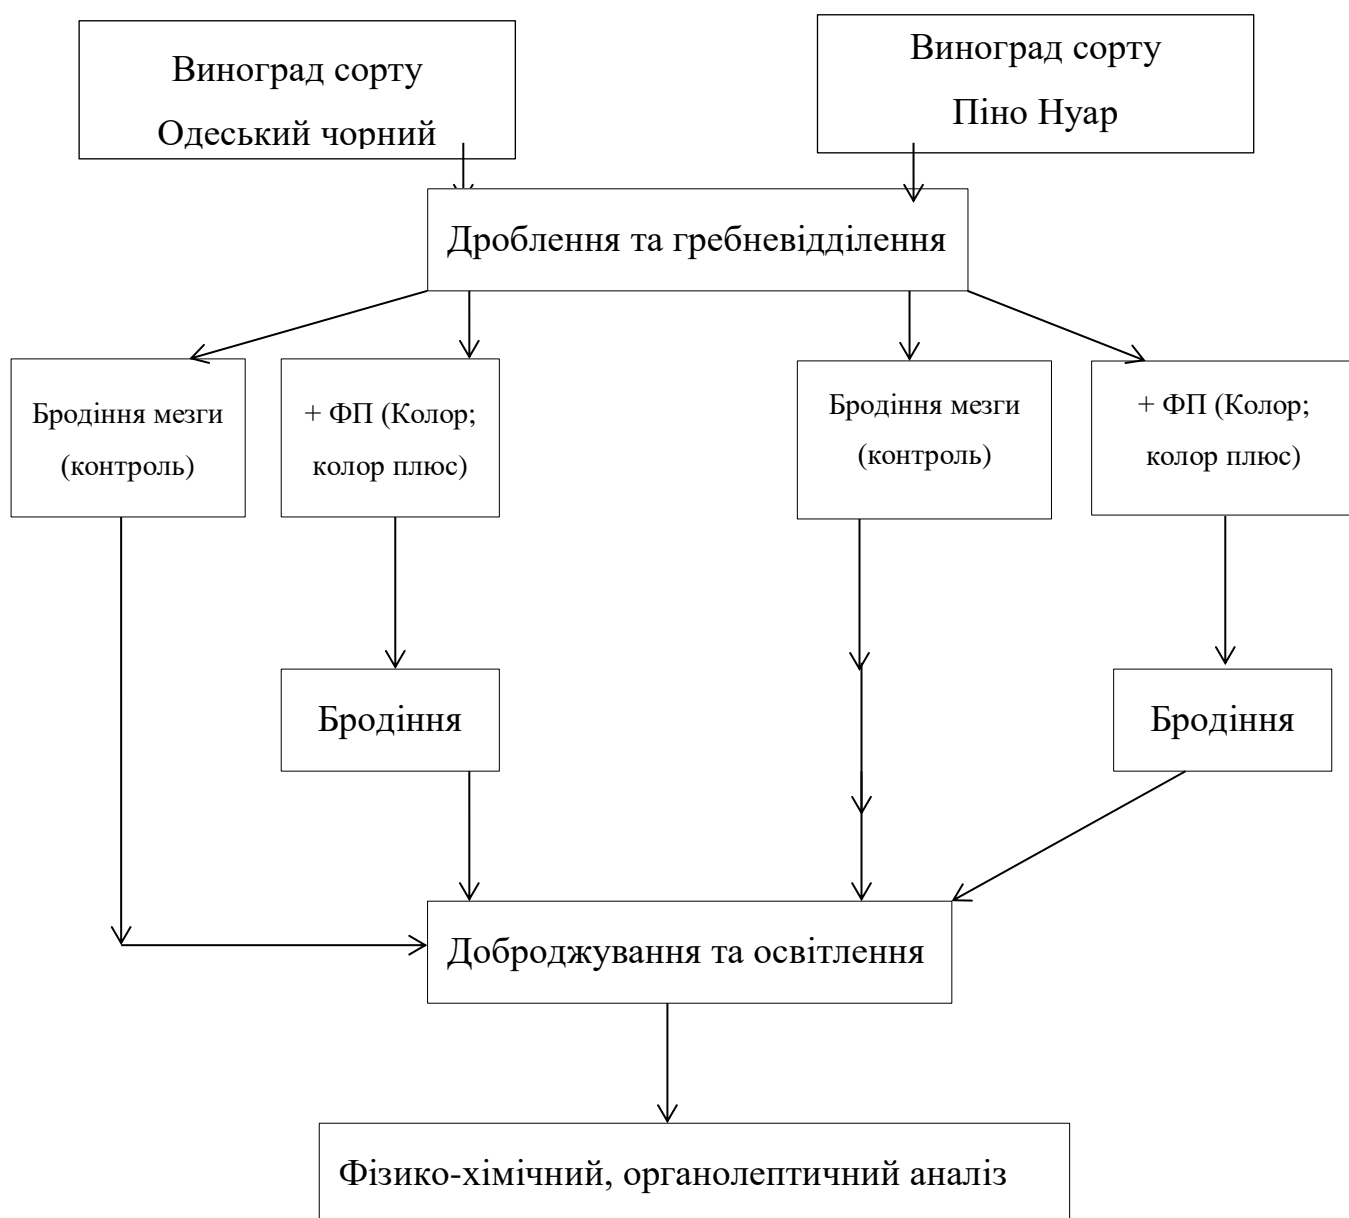 Виноград сорту
Одеський чорний
Виноград сорту
Піно Нуар
Дроблення та гребневідділення
Бродіння мезги
(контроль)
+ ФП (Колор;
колор плюс)
Бродіння мезги
(контроль)
+ ФП (Колор;
колор плюс)
Бродіння
Бродіння
Доброджування та освітлення
Фізико-хімічний, органолептичний аналіз